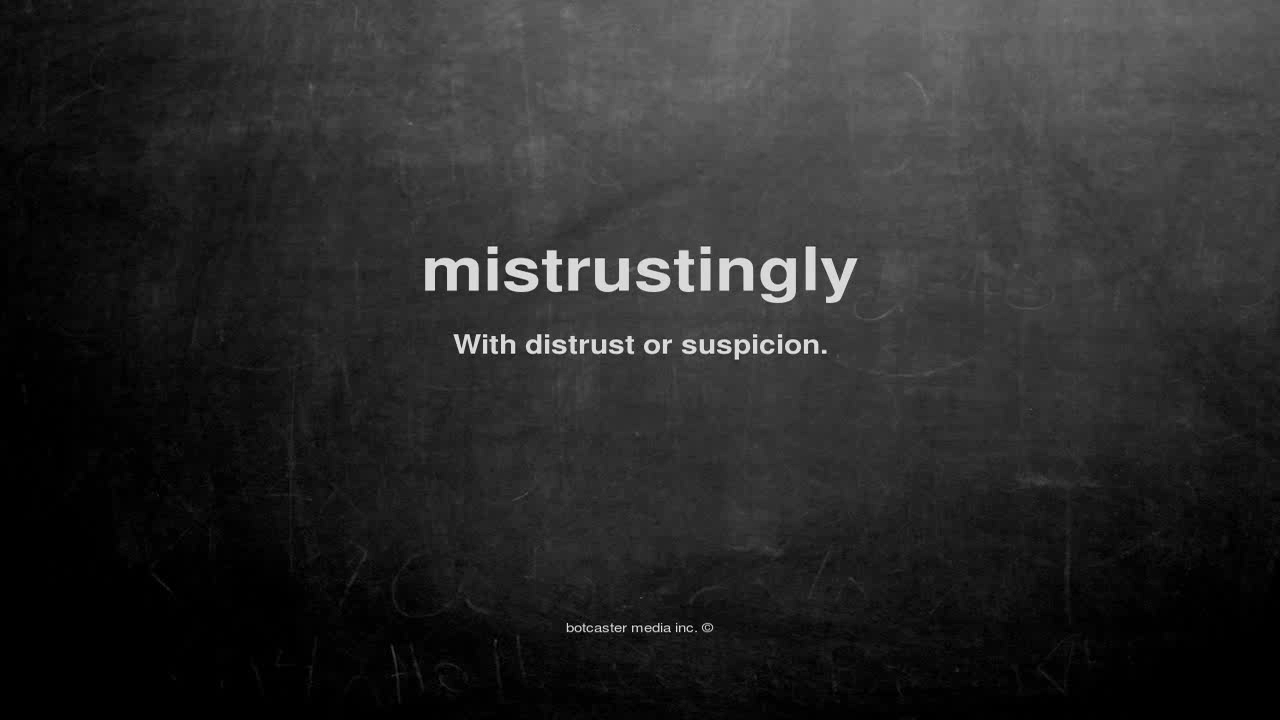 mistrustingly
With distrust or suspicion.
botcaster media inc. ©